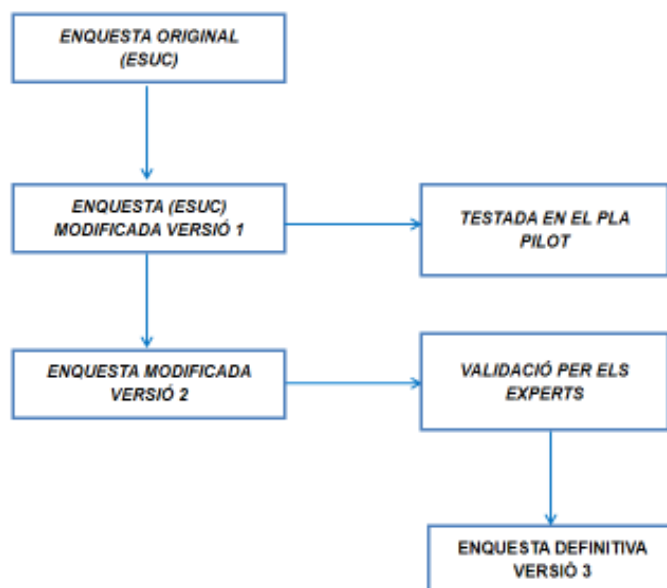 ENQUESTA ORIGINAL
(ESUC)
ENQUESTA (ESUC)
MODIFICADA VERSIÓ 1
TESTADA EN EL PLA
PILOT
ENQUESTA MODIFICADA
VERSIÓ 2
VALIDACIÓ PER ELS
EXPERTS
ENQUESTA DEFINITIVA
VERSIÓ 3